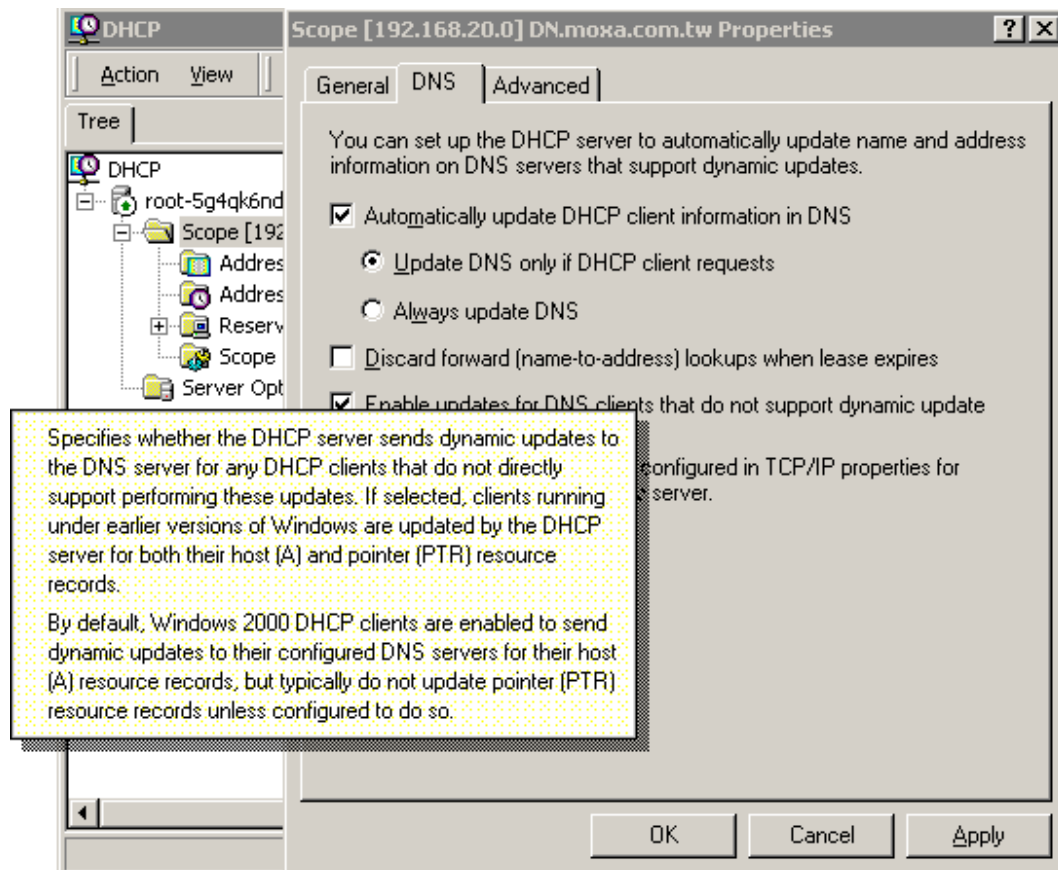 DHCP
Action View
Tree
DHCP
root-5g4qk6nd
Scope [192
Addres
Addres
Reserv
Scope
Server Opt
Scope [192.168.20.0] DN.moxa.com.tw Properties
General DNS Advanced
You can set up the DHCP server to automatically update name and address
information on DNS servers that support dynamic updates.
Automatically update DHCP client information in DNS
Update DNS only if DHCP client requests
Always update DNS
Discard forward (name-to-address) lookups when lease expires
Enable updates for DNS clients that do not support dynamic update
configured in TCP/IP properties for
server.
Specifies whether the DHCP server sends dynamic updates to
the DNS server for any DHCP clients that do not directly
support performing these updates. If selected, clients running
under earlier versions of Windows are updated by the DHCP
server for both their host (A) and pointer (PTR) resource
records.
By default, Windows 2000 DHCP clients are enabled to send
dynamic updates to their configured DNS servers for their host
(A) resource records, but typically do not update pointer (PTR)
resource records unless configured to do so.
OK Cancel Apply